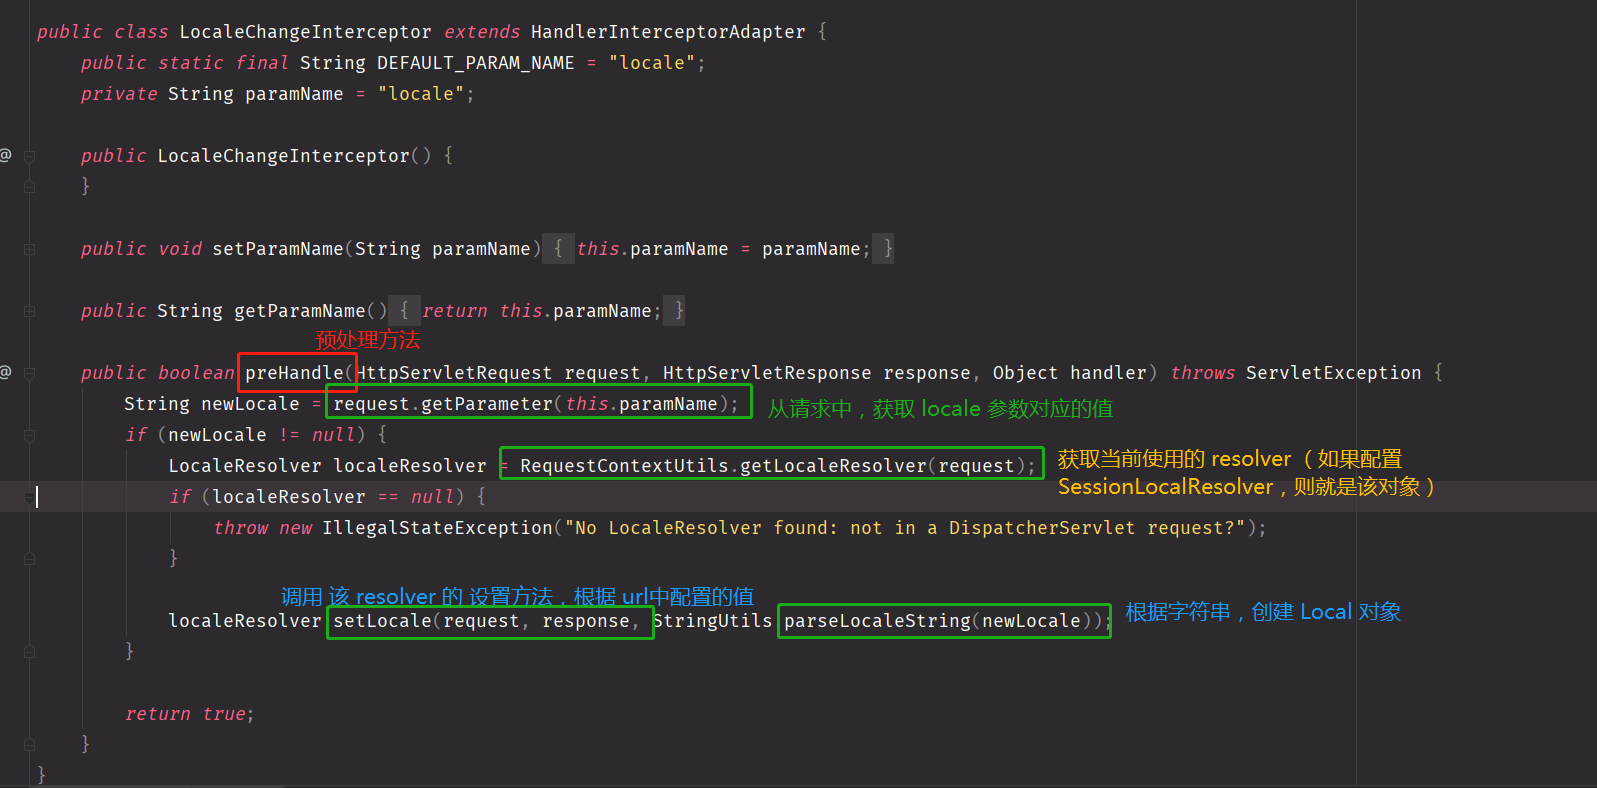 public class LocaleChangeInterceptor extends HandlerInterceptorAdapter {
public static final String DEFAULT_PARAM_NAME = "locale";
private String paramName = "locale";
@ public LocaleChangeInterceptor() {
}
public void setParamName(String paramName) { this.paramName = paramName; }
public String getParamName() { return this.paramName; }
预处理方法
@ public boolean preHandle(HttpServletRequest request, HttpServletResponse response, Object handler) throws ServletException {
String newLocale = request.getParameter(this.paramName); 从请求中，获取 locale 参数对应的值
if (newLocale != null) {
LocaleResolver localeResolver = RequestContextUtils.getLocaleResolver(request); 获取当前使用的 resolver（如果配置
SessionLocalResolver，则就是该对象）
if (localeResolver == null) {
throw new IllegalStateException("No LocaleResolver found: not in a DispatcherServlet request?");
}
调用 该 resolver 的 设置方法，根据 url中配置的值
localeResolver setLocale(request, response, StringUtils parseLocaleString(newLocale)); 根据字符串，创建 Local 对象
}
return true;
}
}